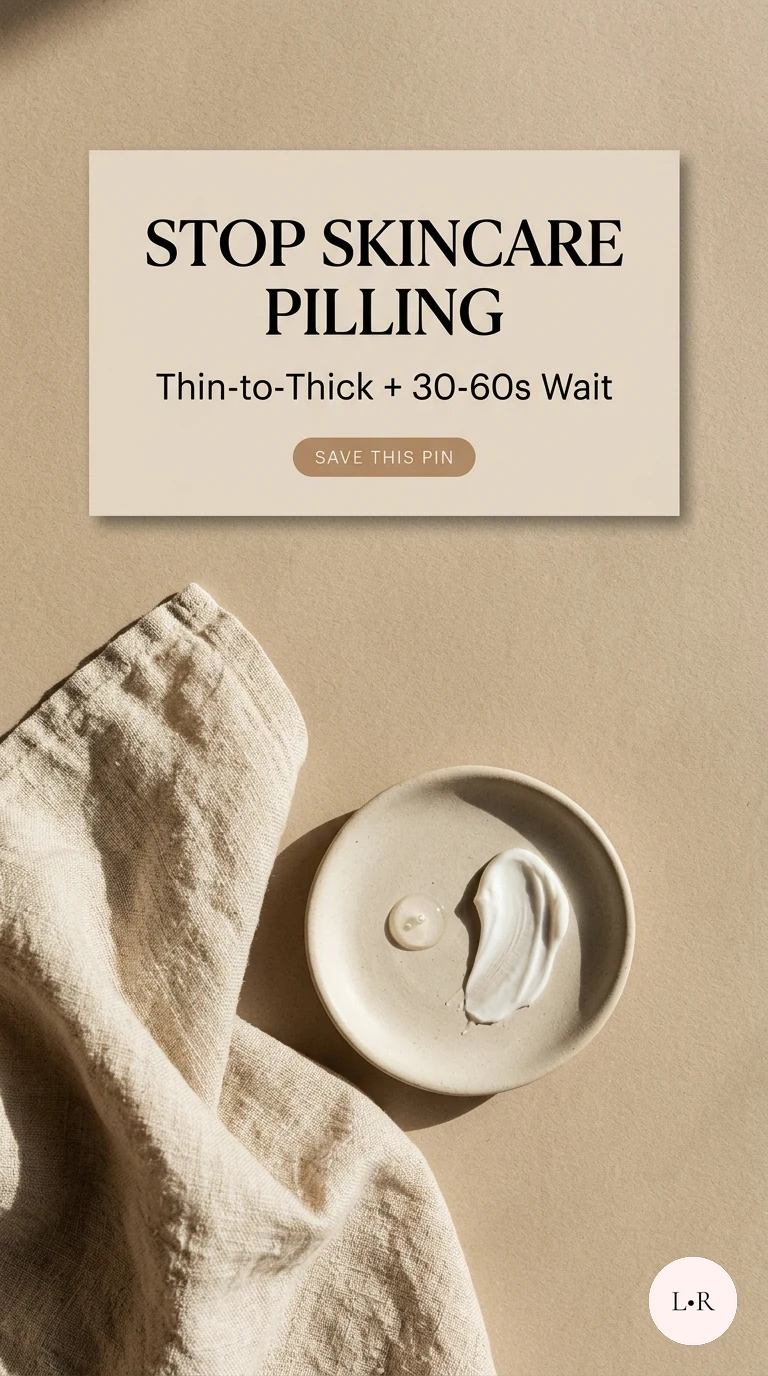 STOP SKINCARE
PILLING
Thin-to-Thick + 30-60s Wait
SAVE THIS PIN
L•R